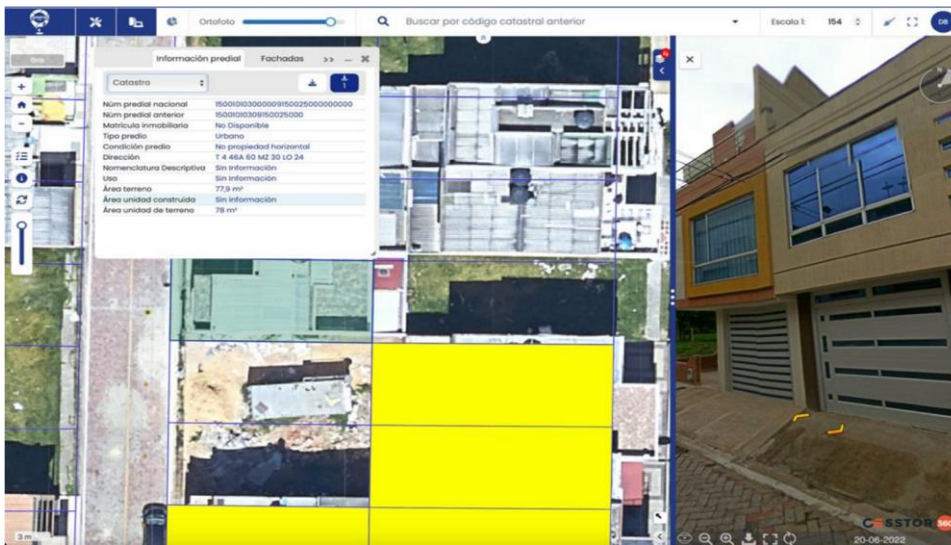 Ortofoto
Buscar por código catastral anterior
Escala 1: 154
DB
Información predial Fachadas >>
Catastro
1
Núm predial nacional 150010103000009150025000000000
Núm predial anterior 15001010309150025000
Matrícula inmobiliaria No Disponible
Tipo predio Urbano
Condición predio No propiedad horizontal
Dirección T 4 46A 60 MZ 30 LO 24
Nomenclatura Descriptiva Sin Información
Uso Sin Información
Área terreno 77,9 m²
Área unidad construida Sin Información
Área unidad de terreno 78 m²
3 m
360
20-06-2022